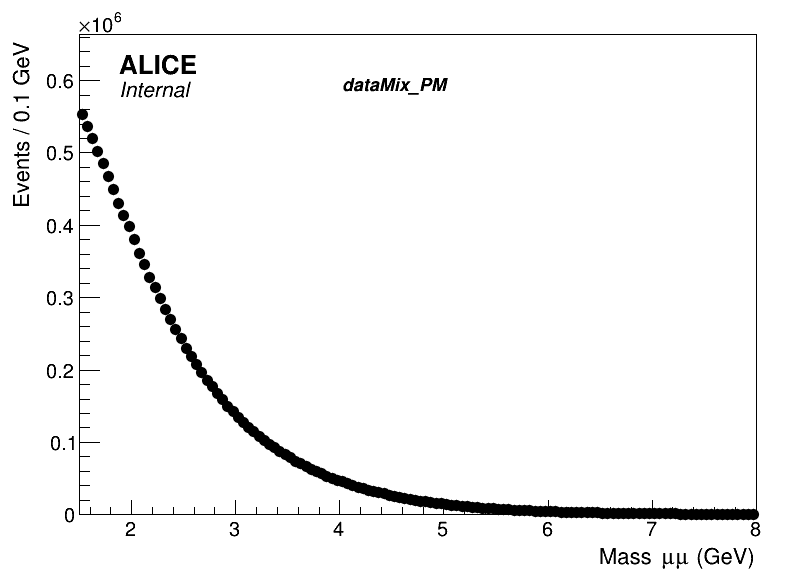 ×10⁶
ALICE
Internal
dataMix_PM
Events / 0.1 GeV
0.6
0.5
0.4
0.3
0.2
0.1
0
2 3 4 5 6 7 8
Mass μμ (GeV)